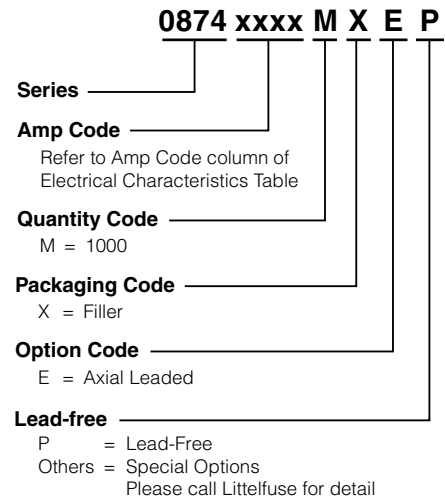 0874 xxxx M X E P
Series
Amp Code
Refer to Amp Code column of
Electrical Characteristics Table
Quantity Code
M = 1000
Packaging Code
X = Filler
Option Code
E = Axial Leaded
Lead-free
P = Lead-Free
Others = Special Options
Please call Littelfuse for detail